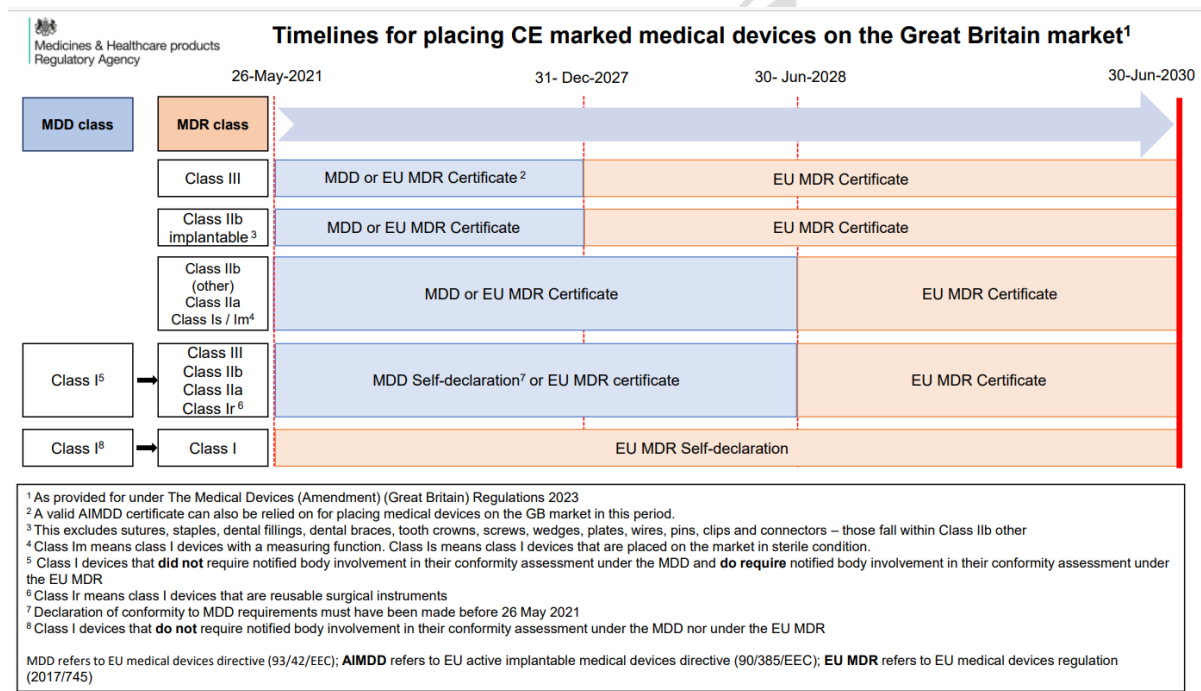 Medicines & Healthcare products
Regulatory Agency
Timelines for placing CE marked medical devices on the Great Britain market¹
26-May-2021
31- Dec-2027
30- Jun-2028
30-Jun-2030
MDD class
MDR class
Class III
MDD or EU MDR Certificate ²
EU MDR Certificate
Class IIb
implantable ³
MDD or EU MDR Certificate
EU MDR Certificate
Class IIb
(other)
Class IIa
Class Is / Im⁴
MDD or EU MDR Certificate
EU MDR Certificate
Class I⁵
Class III
Class IIb
Class IIa
Class Ir ⁶
MDD Self-declaration⁷ or EU MDR certificate
EU MDR Certificate
Class I⁸
Class I
EU MDR Self-declaration
¹ As provided for under The Medical Devices (Amendment) (Great Britain) Regulations 2023
² A valid AIMDD certificate can also be relied on for placing medical devices on the GB market in this period.
³ This excludes sutures, staples, dental fillings, dental braces, tooth crowns, screws, wedges, plates, wires, pins, clips and connectors – those fall within Class IIb other
⁴ Class Im means class I devices with a measuring function. Class Is means class I devices that are placed on the market in sterile condition.
⁵ Class I devices that did not require notified body involvement in their conformity assessment under the MDD and do require notified body involvement in their conformity assessment under
the EU MDR
⁶ Class Ir means class I devices that are reusable surgical instruments
⁷ Declaration of conformity to MDD requirements must have been made before 26 May 2021
⁸ Class I devices that do not require notified body involvement in their conformity assessment under the MDD nor under the EU MDR
MDD refers to EU medical devices directive (93/42/EEC); AIMDD refers to EU active implantable medical devices directive (90/385/EEC); EU MDR refers to EU medical devices regulation
(2017/745)